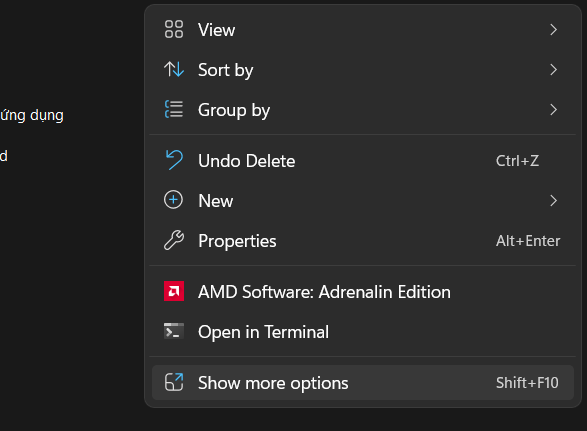 View
Sort by
Group by
ứng dụng
d
Undo Delete Ctrl+Z
New
Properties Alt+Enter
AMD Software: Adrenalin Edition
Open in Terminal
Show more options Shift+F10